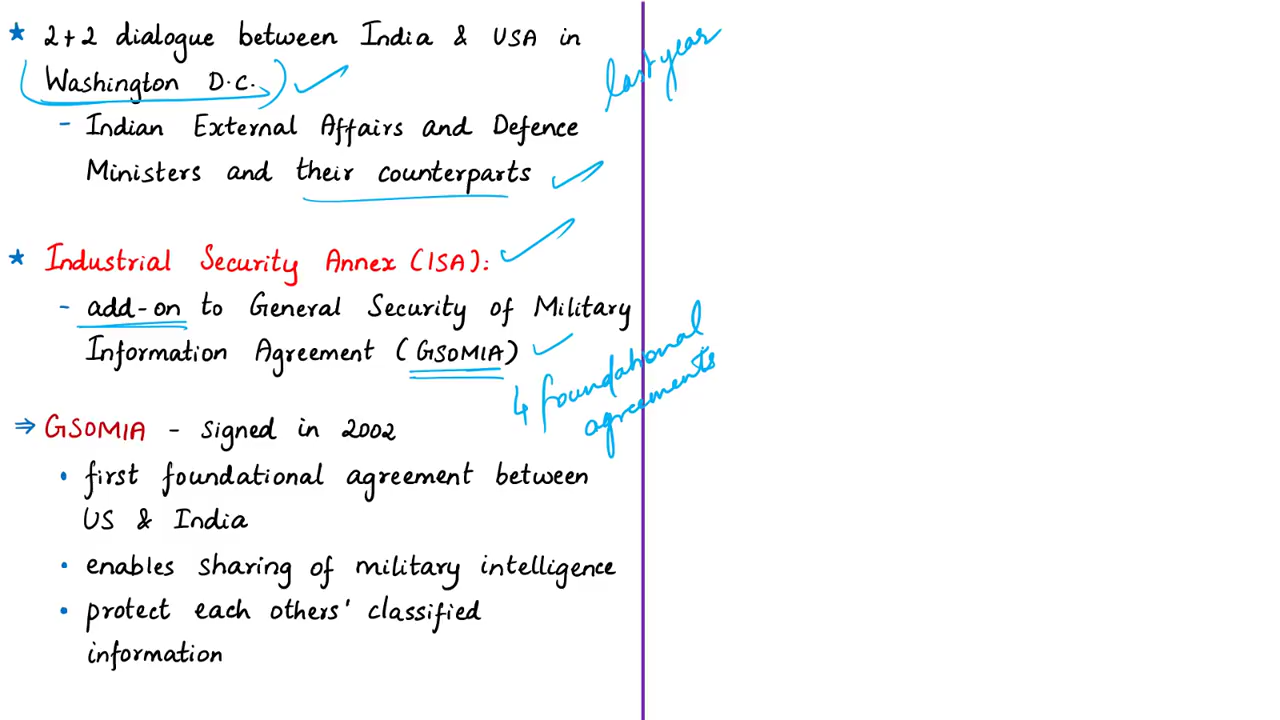 ★ 2+2 dialogue between India & USA in
(Washington D.C.)
last year
- Indian External Affairs and Defence
Ministers and their counterparts
★ Industrial Security Annex (ISA):
- add-on to General Security of Military
Information Agreement (GSOMIA)
4 foundational
agreements
⇒ GSOMIA - signed in 2002
• first foundational agreement between
US & India
• enables sharing of military intelligence
• protect each others' classified
information